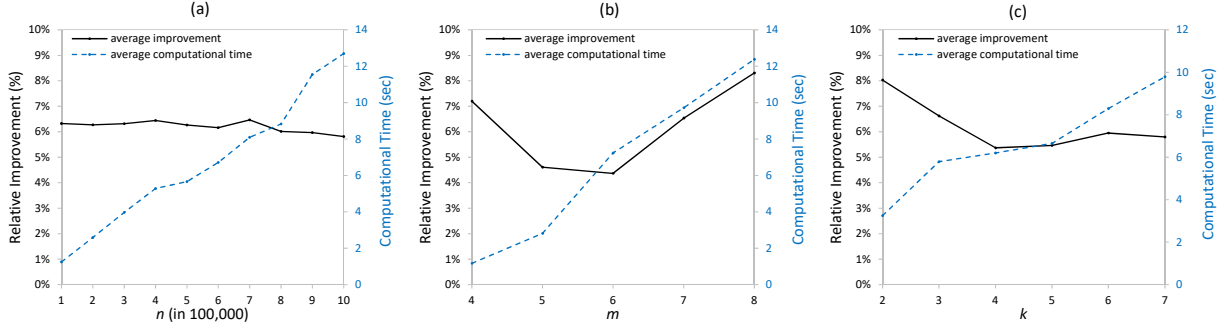 (a)
average improvement
average computational time
Relative Improvement (%)
10%
9%
8%
7%
6%
5%
4%
3%
2%
1%
0%
14
12
10
8
6
4
2
0
Computational Time (sec)
1 2 3 4 5 6 7 8 9 10
n (in 100,000)
(b)
average improvement
average computational time
Relative Improvement (%)
10%
9%
8%
7%
6%
5%
4%
3%
2%
1%
0%
14
12
10
8
6
4
2
0
Computational Time (sec)
4 5 6 7 8
m
(c)
average improvement
average computational time
Relative Improvement (%)
10%
9%
8%
7%
6%
5%
4%
3%
2%
1%
0%
12
10
8
6
4
2
0
Computational Time (sec)
2 3 4 5 6 7
k